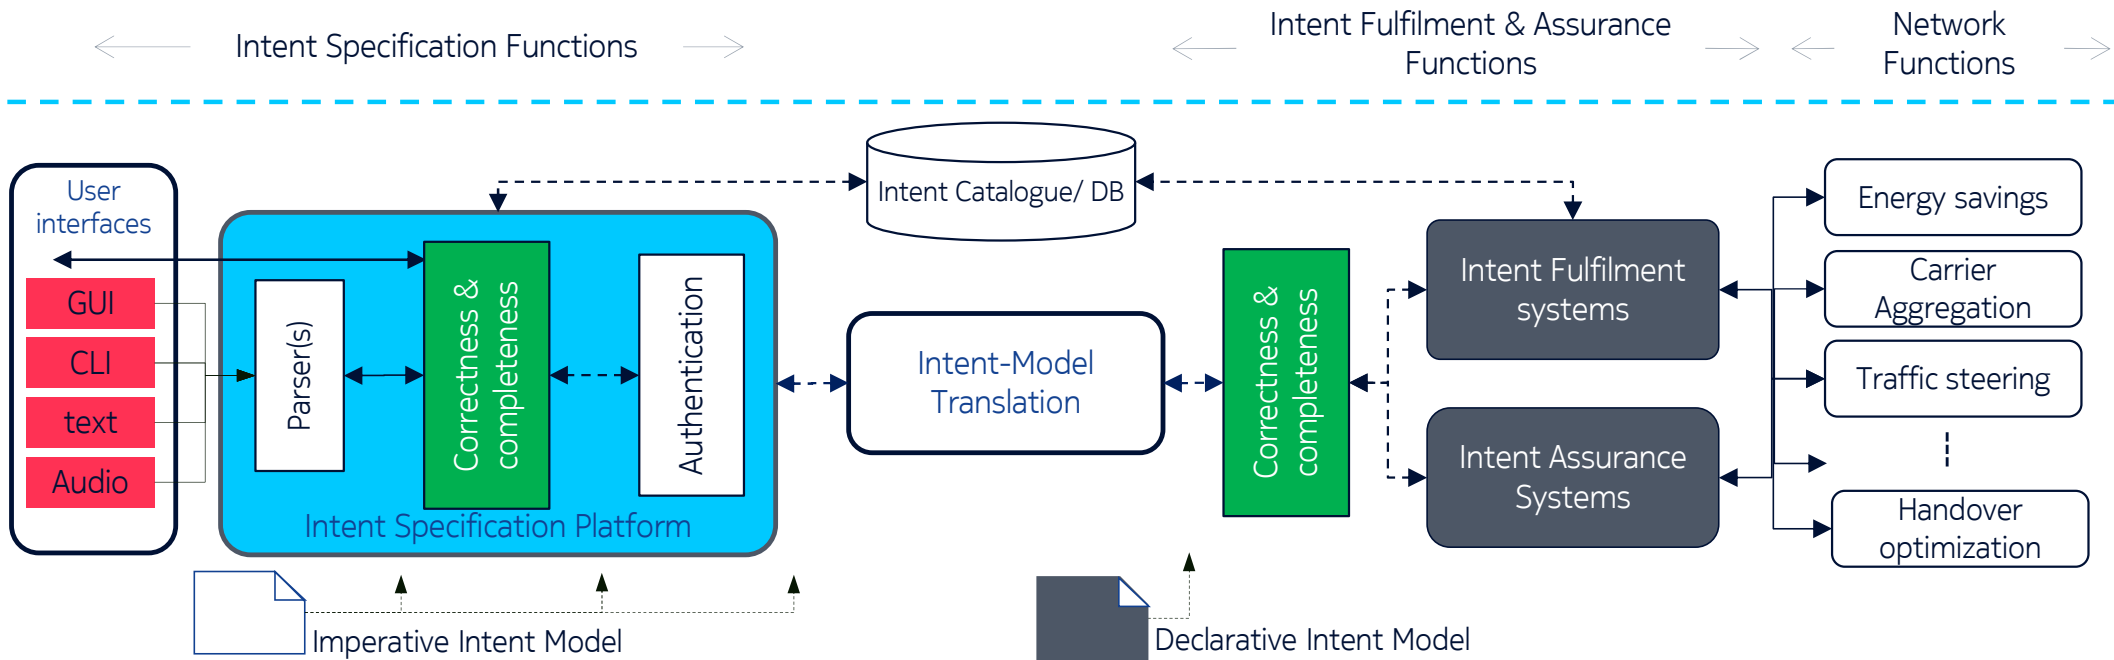 Intent Specification Functions
Intent Fulfilment & Assurance
Functions
Network
Functions
User
interfaces
GUI
CLI
text
Audio
Parser(s)
Correctness &
completeness
Authentication
Intent Specification Platform
Intent Catalogue/ DB
Intent-Model
Translation
Correctness &
completeness
Intent Fulfilment
systems
Intent Assurance
Systems
Energy savings
Carrier
Aggregation
Traffic steering
Handover
optimization
Imperative Intent Model
Declarative Intent Model